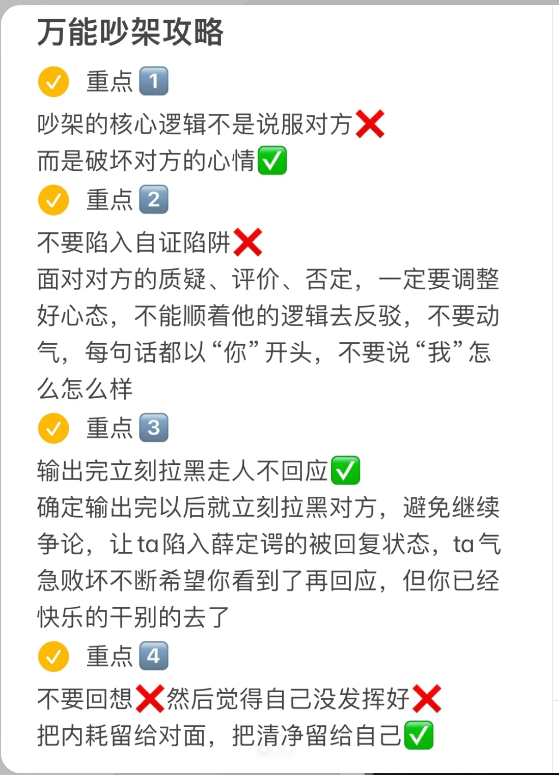 万能吵架攻略
✓ 重点1️⃣
吵架的核心逻辑不是说服对方❌
而是破坏对方的心情✅
✓ 重点2️⃣
不要陷入自证陷阱❌
面对对方的质疑、评价、否定，一定要调整
好心态，不能顺着他的逻辑去反驳，不要动
气，每句话都以“你”开头，不要说“我”怎
么怎么样
✓ 重点3️⃣
输出完立刻拉黑走人不回应✅
确定输出完以后就立刻拉黑对方，避免继续
争论，让ta陷入薛定谔的被回复状态，ta气
急败坏不断希望你看到了再回应，但你已经
快乐的干别的去了
✓ 重点4️⃣
不要回想❌然后觉得自己没发挥好❌
把内耗留给对面，把清净留给自己✅